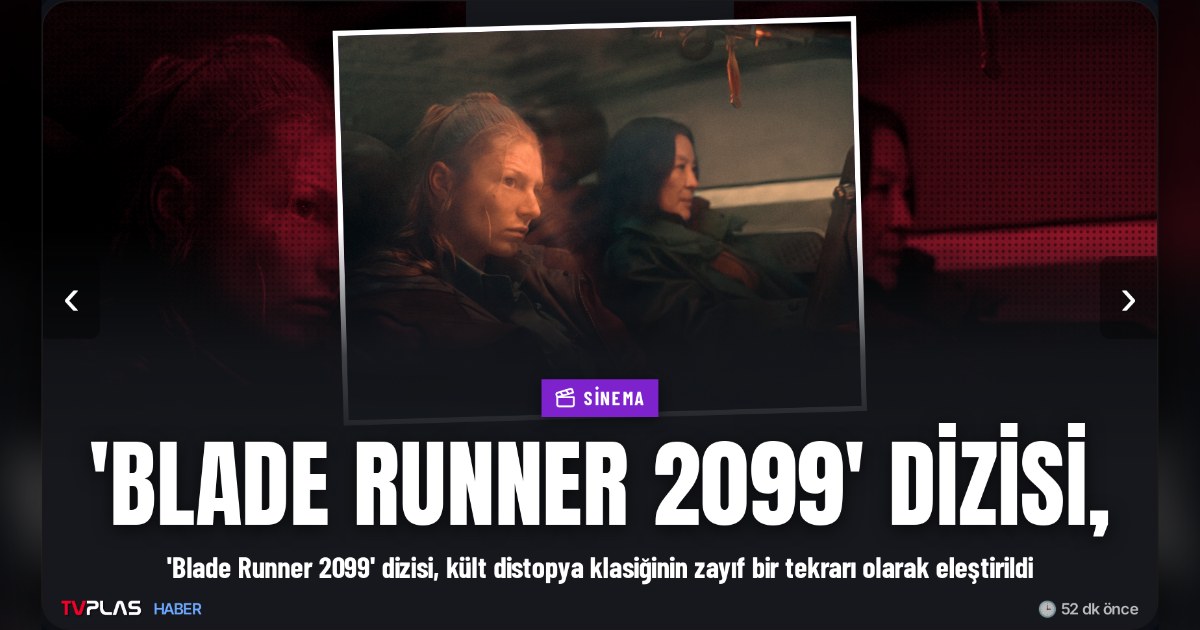 SİNEMA
'BLADE RUNNER 2099' DİZİSİ,
'Blade Runner 2099' dizisi, kült distopya klasiğinin zayıf bir tekrarı olarak eleştirildi
TVPLAS HABER
52 dk önce